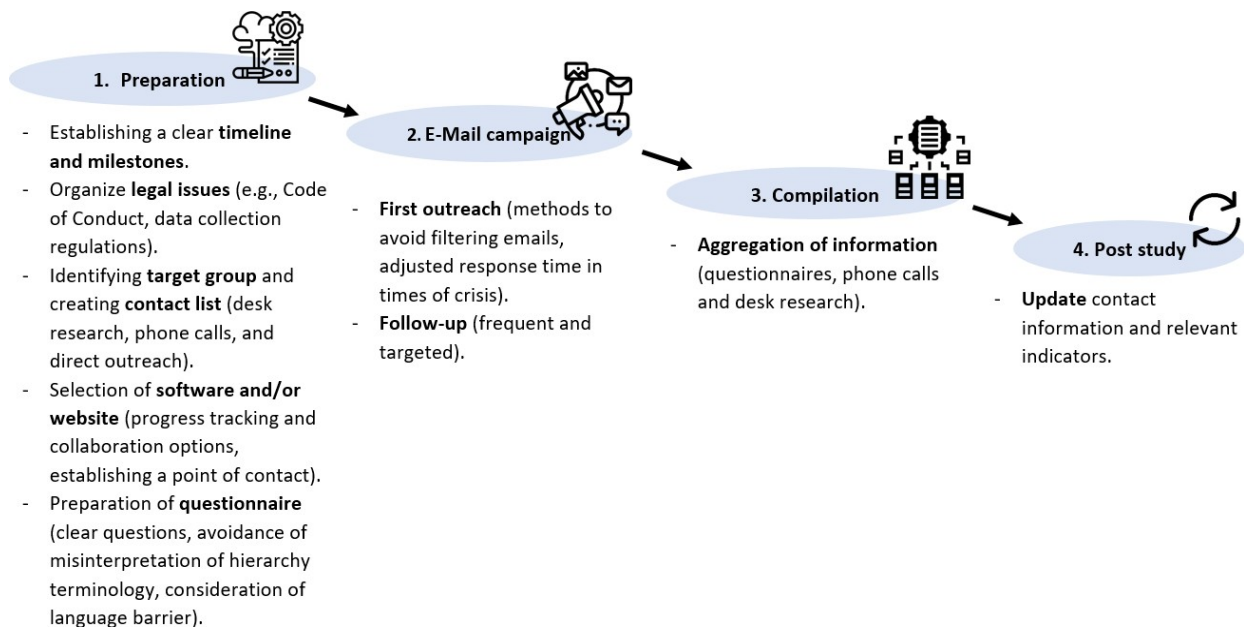 1. Preparation
- Establishing a clear timeline
and milestones.
- Organize legal issues (e.g., Code
of Conduct, data collection
regulations).
- Identifying target group and
creating contact list (desk
research, phone calls, and
direct outreach).
- Selection of software and/or
website (progress tracking and
collaboration options,
establishing a point of contact).
- Preparation of questionnaire
(clear questions, avoidance of
misinterpretation of hierarchy
terminology, consideration of
language barrier).
2. E-Mail campaign
- First outreach (methods to
avoid filtering emails,
adjusted response time in
times of crisis).
- Follow-up (frequent and
targeted).
3. Compilation
- Aggregation of information
(questionnaires, phone calls
and desk research).
4. Post study
- Update contact
information and relevant
indicators.